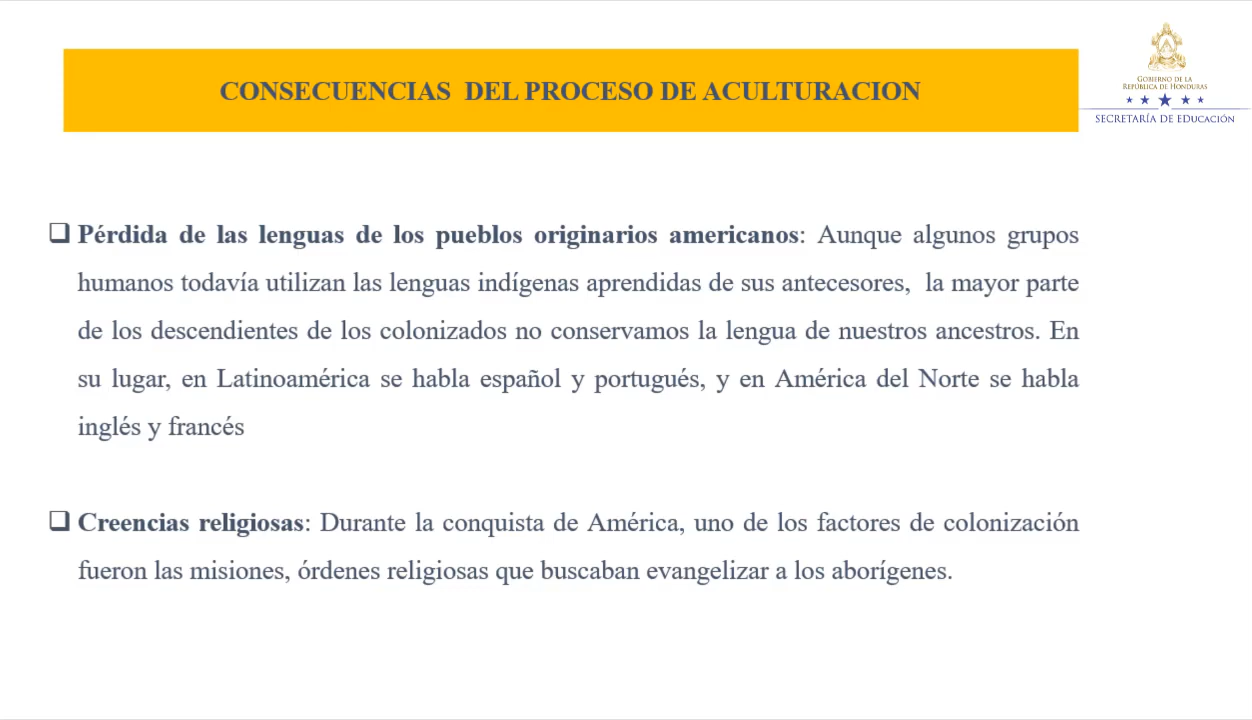 CONSECUENCIAS DEL PROCESO DE ACULTURACION
GOBIERNO DE LA
REPÚBLICA DE HONDURAS
SECRETARÍA DE EDUCACIÓN
Pérdida de las lenguas de los pueblos originarios americanos: Aunque algunos grupos
humanos todavía utilizan las lenguas indígenas aprendidas de sus antecesores, la mayor parte
de los descendientes de los colonizados no conservamos la lengua de nuestros ancestros. En
su lugar, en Latinoamérica se habla español y portugués, y en América del Norte se habla
inglés y francés
Creencias religiosas: Durante la conquista de América, uno de los factores de colonización
fueron las misiones, órdenes religiosas que buscaban evangelizar a los aborígenes.